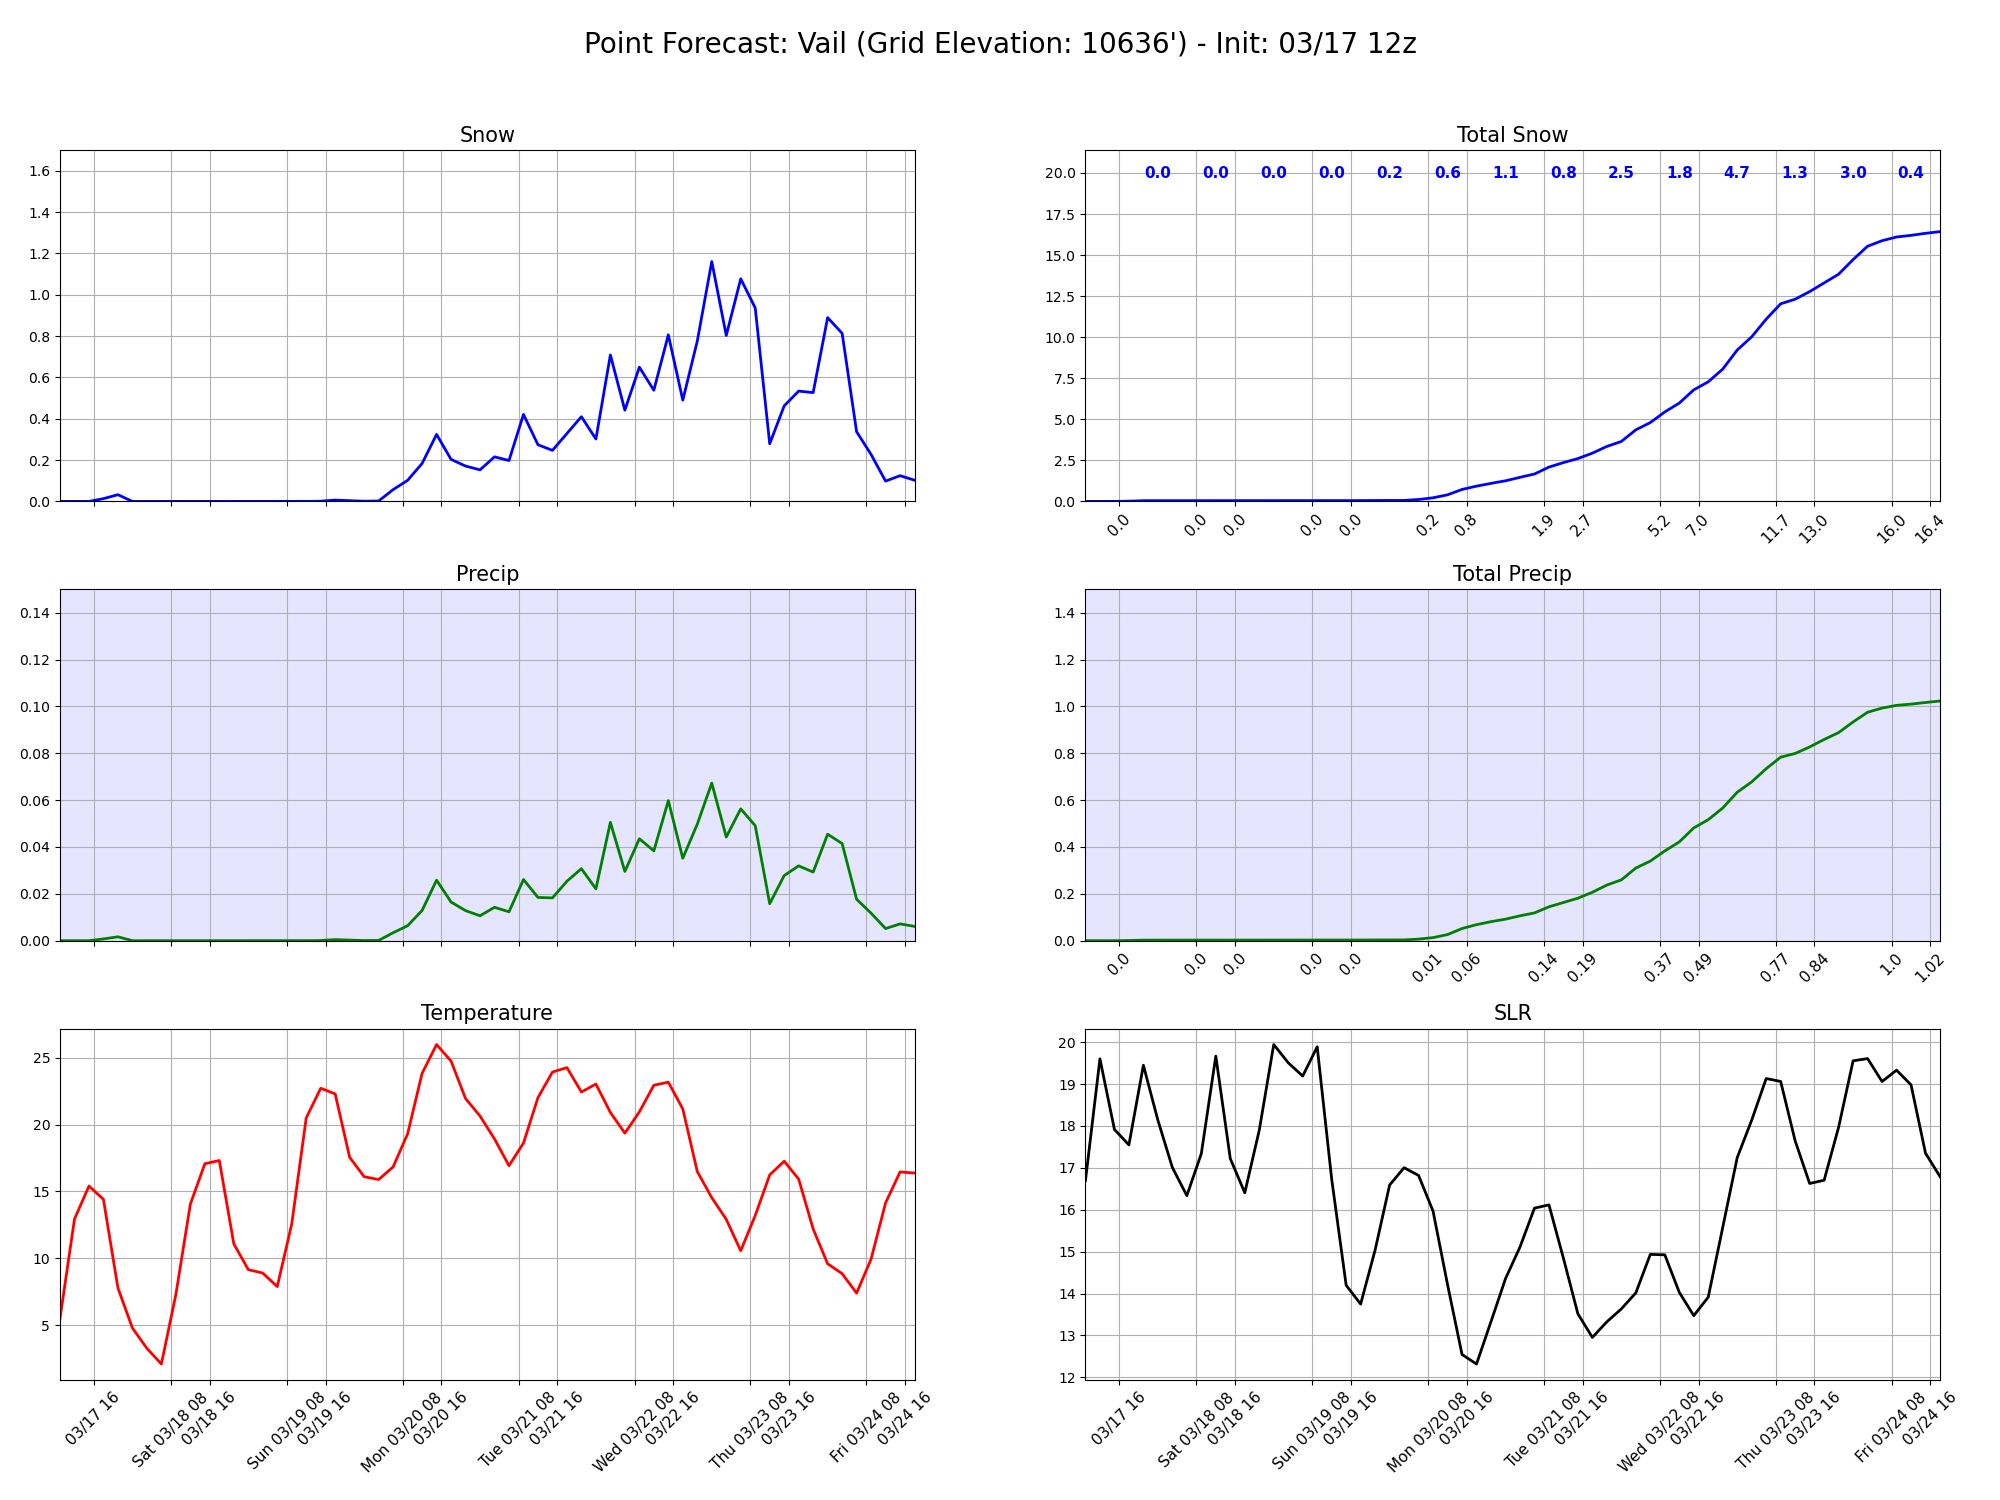 Point Forecast: Vail (Grid Elevation: 10636') - Init: 03/17 12z
Snow
1.6
1.4
1.2
1.0
0.8
0.6
0.4
0.2
0.0
Total Snow
20.0
17.5
15.0
12.5
10.0
7.5
5.0
2.5
0.0
0.0 0.0 0.0 0.0 0.2 0.6 1.1 0.8 2.5 1.8 4.7 1.3 3.0 0.4
0.0 0.0 0.0 0.0 0.0 0.2 0.8 1.9 2.7 5.2 7.0 11.7 13.0 16.0 16.4
Precip
0.14
0.12
0.10
0.08
0.06
0.04
0.02
0.00
Total Precip
1.4
1.2
1.0
0.8
0.6
0.4
0.2
0.0
0.0 0.0 0.0 0.0 0.0 0.01 0.06 0.14 0.19 0.37 0.49 0.77 0.84 1.0 1.02
Temperature
25
20
15
10
5
03/17 16
Sat 03/18 08
03/18 16
Sun 03/19 08
03/19 16
Mon 03/20 08
03/20 16
Tue 03/21 08
03/21 16
Wed 03/22 08
03/22 16
Thu 03/23 08
03/23 16
Fri 03/24 08
03/24 16
SLR
20
19
18
17
16
15
14
13
12
03/17 16
Sat 03/18 08
03/18 16
Sun 03/19 08
03/19 16
Mon 03/20 08
03/20 16
Tue 03/21 08
03/21 16
Wed 03/22 08
03/22 16
Thu 03/23 08
03/23 16
Fri 03/24 08
03/24 16